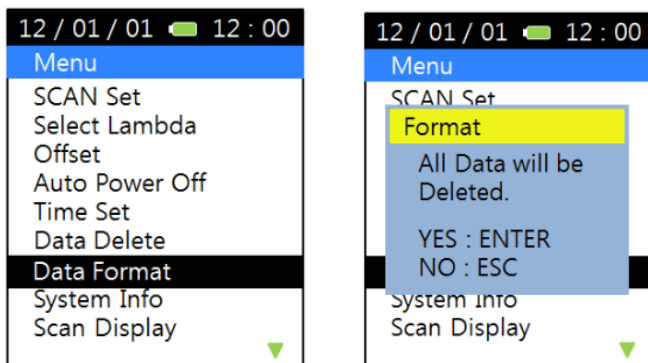 12 / 01 / 01 12 : 00
Menu
SCAN Set
Select Lambda
Offset
Auto Power Off
Time Set
Data Delete
Data Format
System Info
Scan Display
12 / 01 / 01 12 : 00
Menu
SCAN Set
Format
All Data will be
Deleted.
YES : ENTER
NO : ESC
System Info
Scan Display